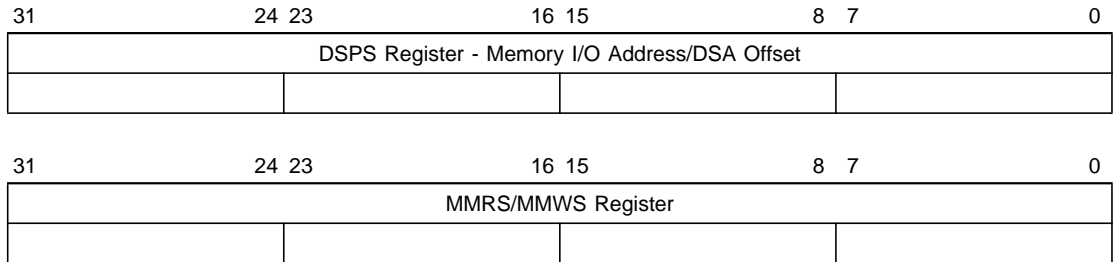 31 24 23 16 15 8 7 0
DSPS Register - Memory I/O Address/DSA Offset
31 24 23 16 15 8 7 0
MMRS/MMWS Register